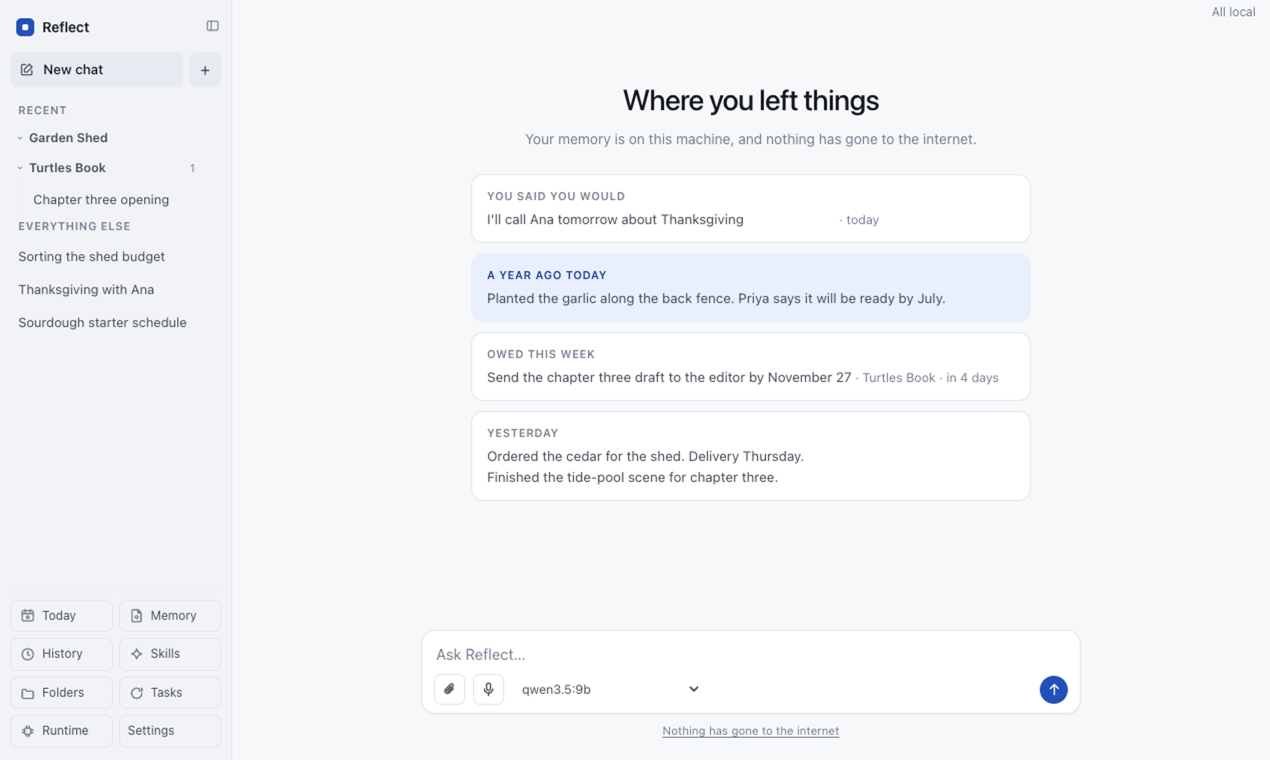 Reflect
New chat
+
RECENT
Garden Shed
Turtles Book 1
Chapter three opening
EVERYTHING ELSE
Sorting the shed budget
Thanksgiving with Ana
Sourdough starter schedule
Today
Memory
History
Skills
Folders
Tasks
Runtime
Settings
All local
Where you left things
Your memory is on this machine, and nothing has gone to the internet.
YOU SAID YOU WOULD
I'll call Ana tomorrow about Thanksgiving · today
A YEAR AGO TODAY
Planted the garlic along the back fence. Priya says it will be ready by July.
OWED THIS WEEK
Send the chapter three draft to the editor by November 27 · Turtles Book · in 4 days
YESTERDAY
Ordered the cedar for the shed. Delivery Thursday.
Finished the tide-pool scene for chapter three.
Ask Reflect...
qwen3.5:9b
Nothing has gone to the internet